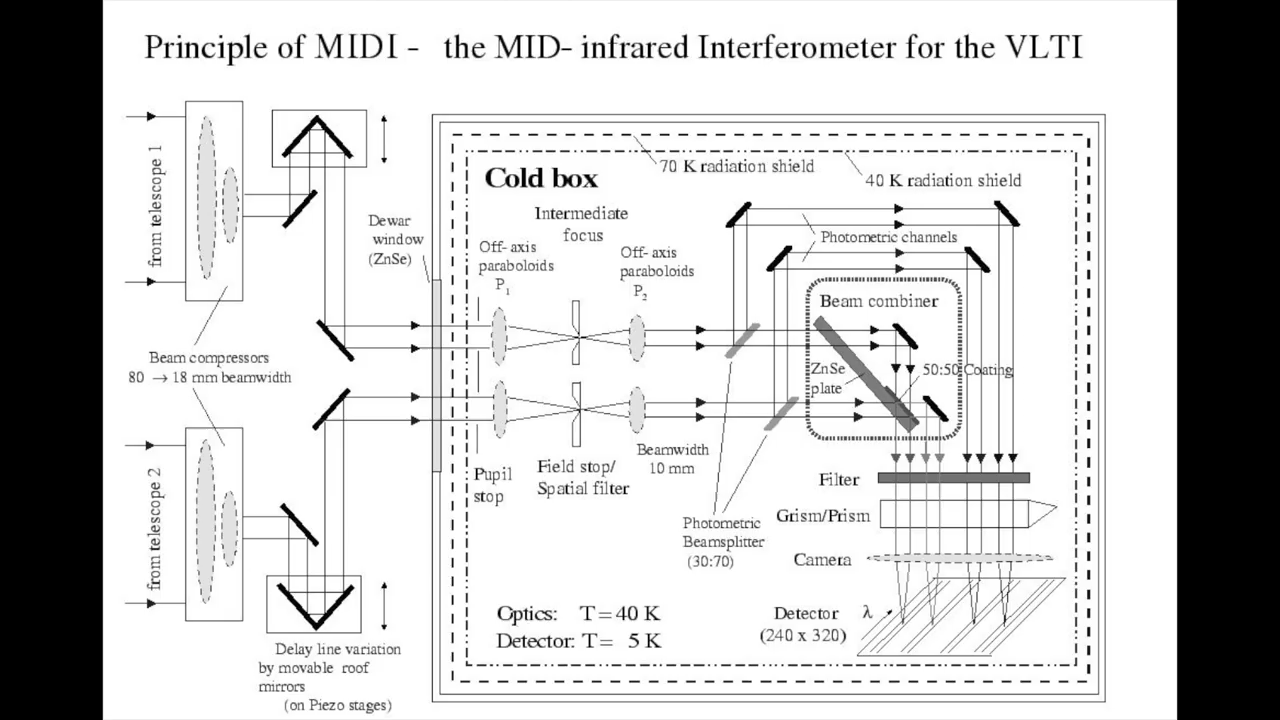 Principle of MIDI - the MID- infrared Interferometer for the VLTI
from telescope 1
70 K radiation shield
40 K radiation shield
Cold box
Dewar
window
(ZnSe)
Intermediate
focus
Off- axis
paraboloids
P1
Off- axis
paraboloids
P2
Photometric channels
Beam combiner
Beam compressors
80 → 18 mm beamwidth
ZnSe
plate
50:50 Coating
from telescope 2
Pupil
stop
Field stop/
Spatial filter
Beamwidth
10 mm
Photometric
Beamsplitter
(30:70)
Filter
Grism/Prism
Camera
Optics: T = 40 K
Detector: T = 5 K
Detector
(240 x 320)
λ
Delay line variation
by movable roof
mirrors
(on Piezo stages)